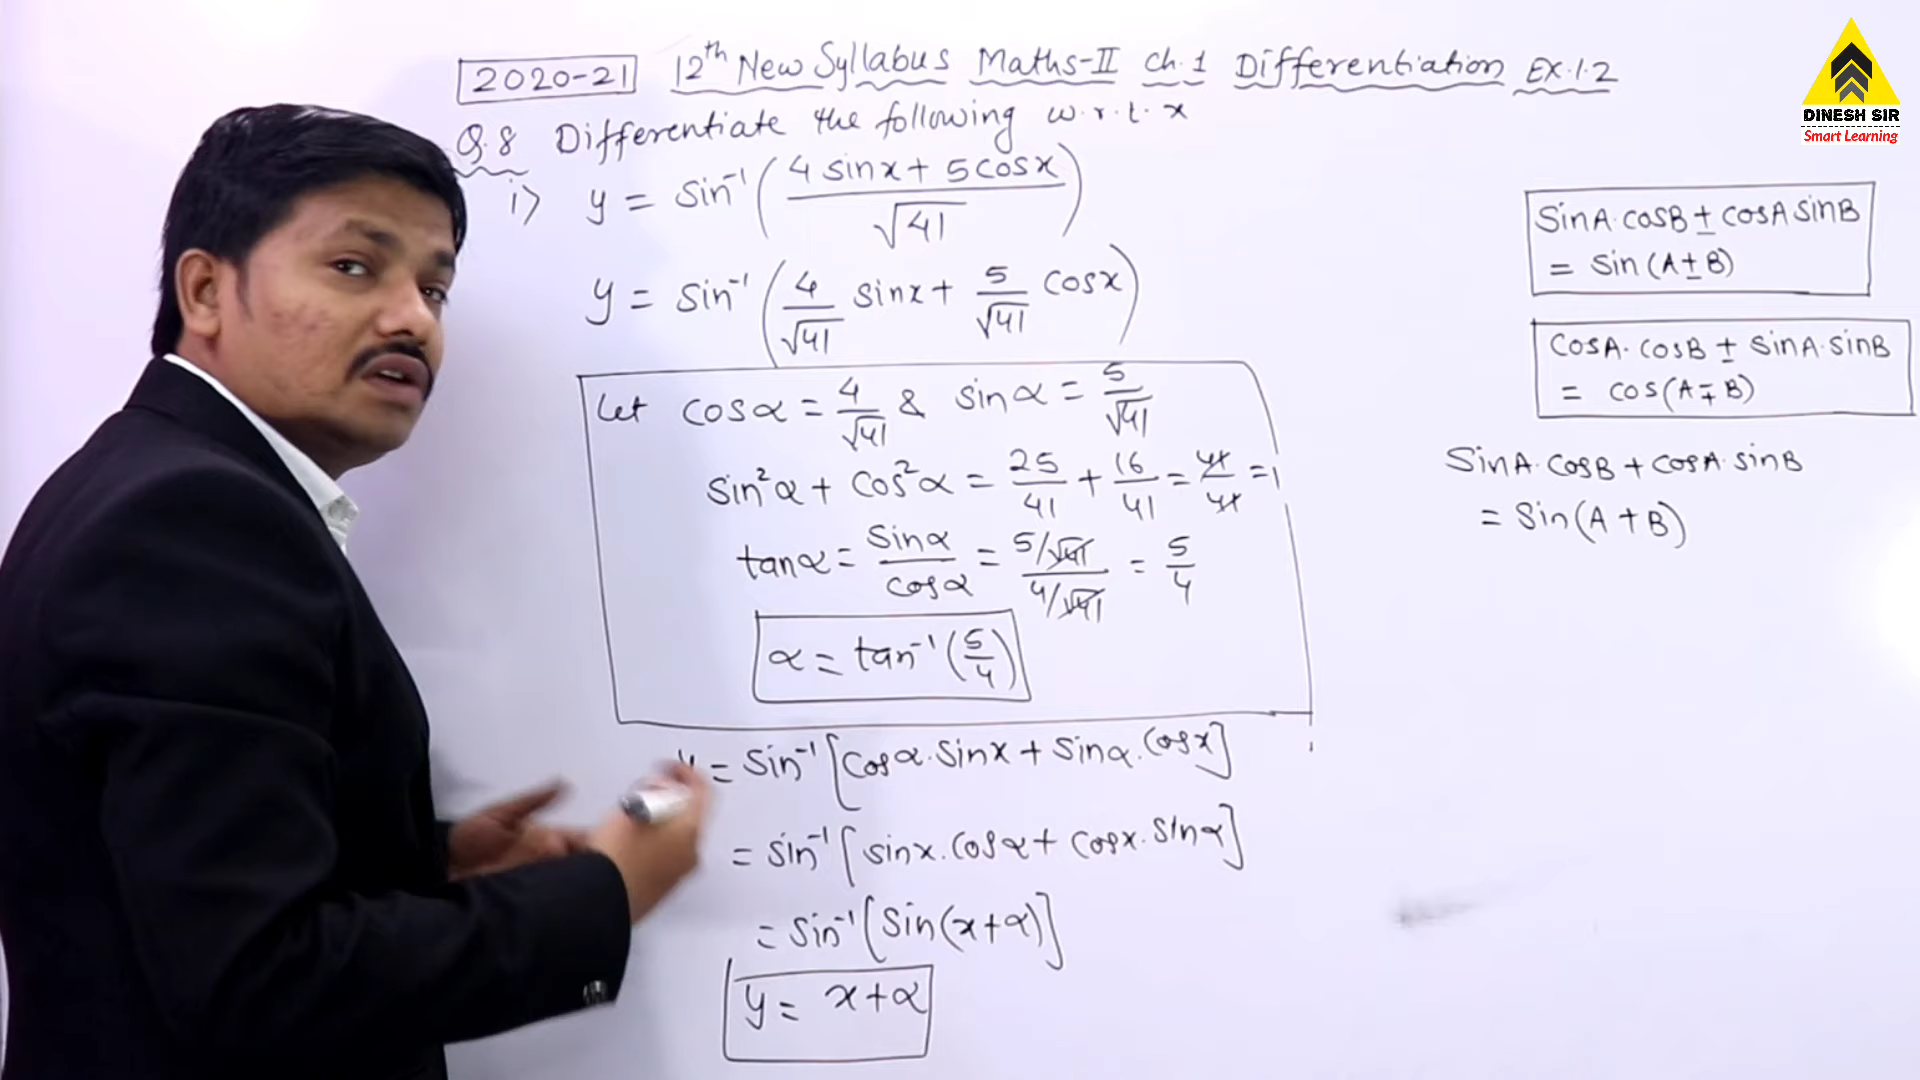 2020-21 12th New Syllabus Maths-II ch.1 Differentiation Ex.1.2
Q.8 Differentiate the following w.r.t. x
i) y = sin⁻¹((4 sinx + 5 cosx)/√41)
y = sin⁻¹(4/√41 sinx + 5/√41 cosx)
Let cosα = 4/√41 & sinα = 5/√41
sin²α + cos²α = 25/41 + 16/41 = 41/41 = 1
tanα = sinα/cosα = (5/√41)/(4/√41) = 5/4
α = tan⁻¹(5/4)
y = sin⁻¹[cosα.sinx + sinα.cosx]
= sin⁻¹[sinx.cosα + cosx.sinα]
= sin⁻¹[sin(x+α)]
y = x+α
SinA.cosB ± cosA sinB
= sin(A±B)
cosA.cosB ± sinA.sinB
= cos(A∓B)
SinA.cosB + cosA.sinB
= sin(A+B)
DINESH SIR
Smart Learning